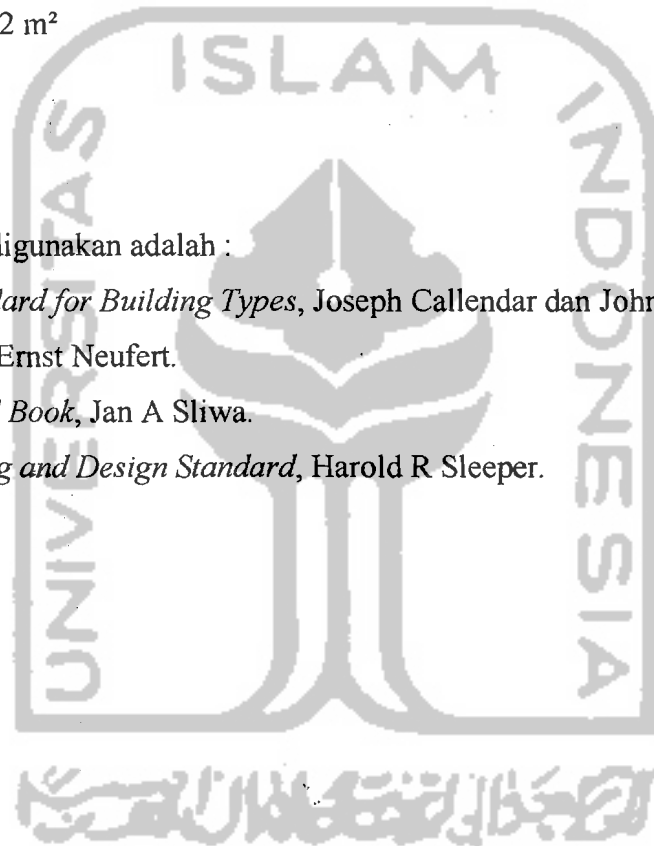 2 m²
ISLAM
UNIVERSITAS
INDONESIA
digunakan adalah :
dard for Building Types, Joseph Callendar dan John
Ernst Neufert.
Book, Jan A Sliwa.
g and Design Standard, Harold R Sleeper.